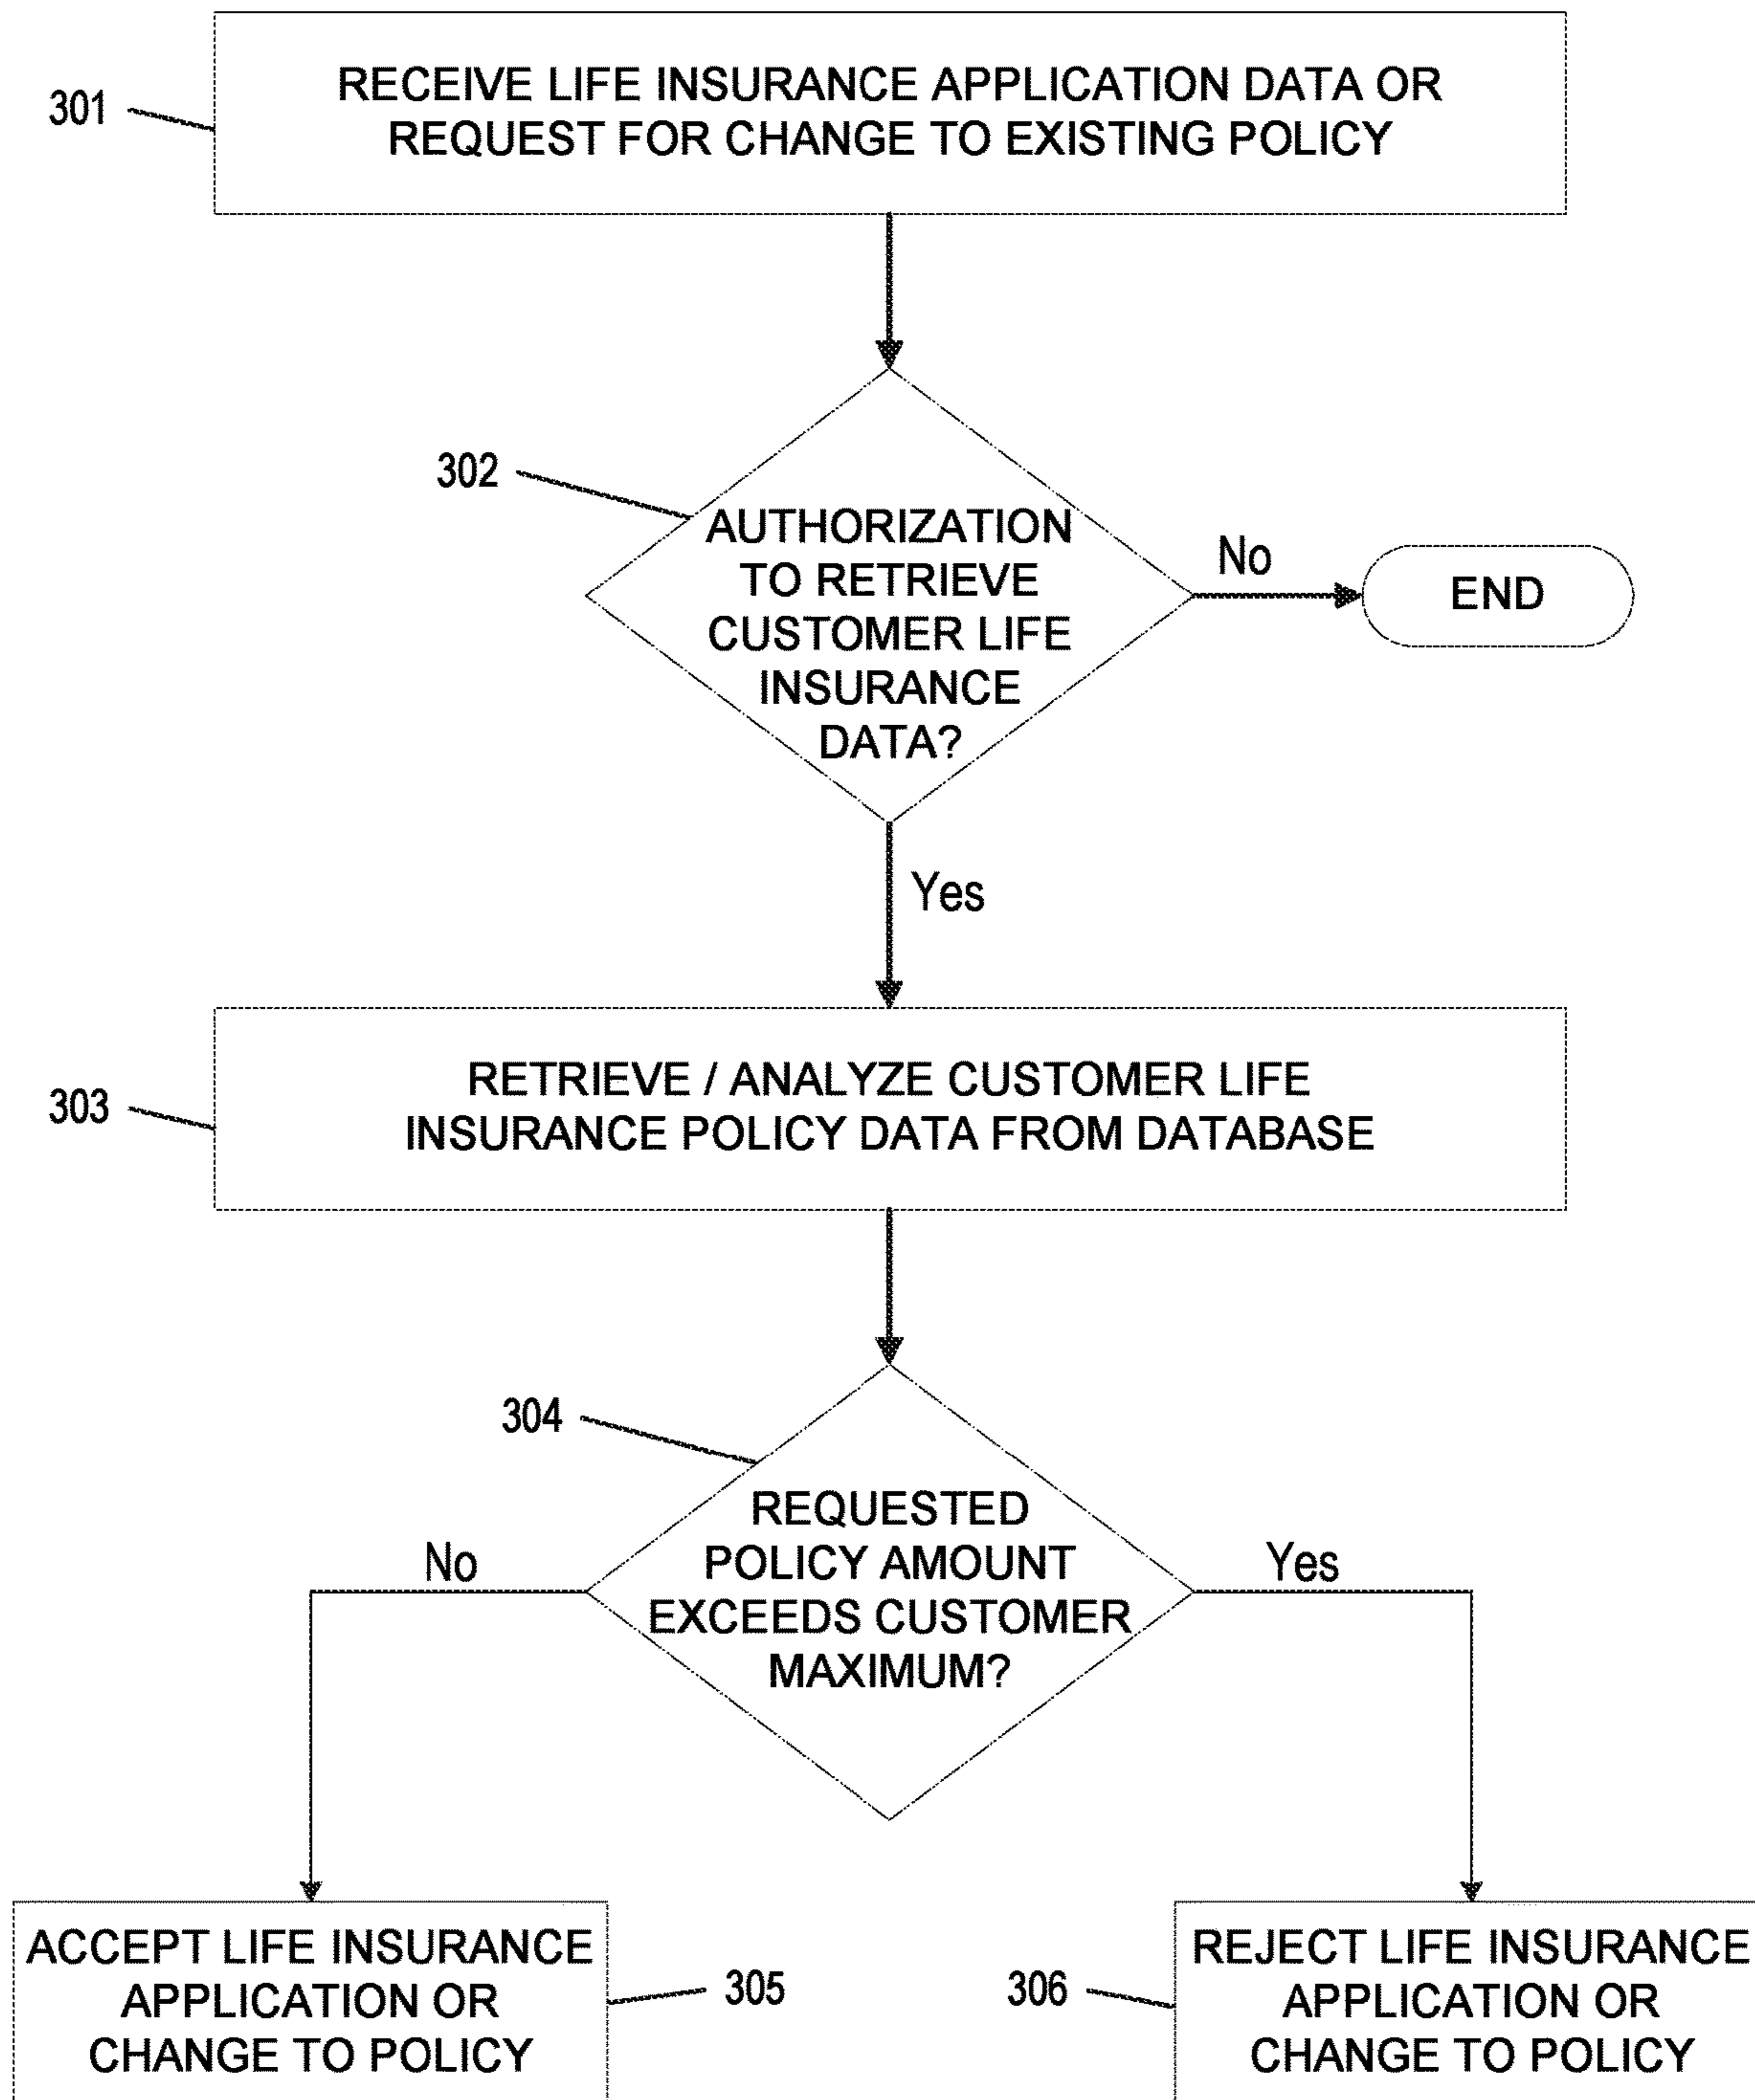 RECEIVE LIFE INSURANCE APPLICATION DATA OR
REQUEST FOR CHANGE TO EXISTING POLICY
301
302
AUTHORIZATION
TO RETRIEVE
CUSTOMER LIFE
INSURANCE
DATA?
No
END
Yes
303
RETRIEVE / ANALYZE CUSTOMER LIFE
INSURANCE POLICY DATA FROM DATABASE
304
REQUESTED
POLICY AMOUNT
EXCEEDS CUSTOMER
MAXIMUM?
No
Yes
ACCEPT LIFE INSURANCE
APPLICATION OR
CHANGE TO POLICY
305
306
REJECT LIFE INSURANCE
APPLICATION OR
CHANGE TO POLICY